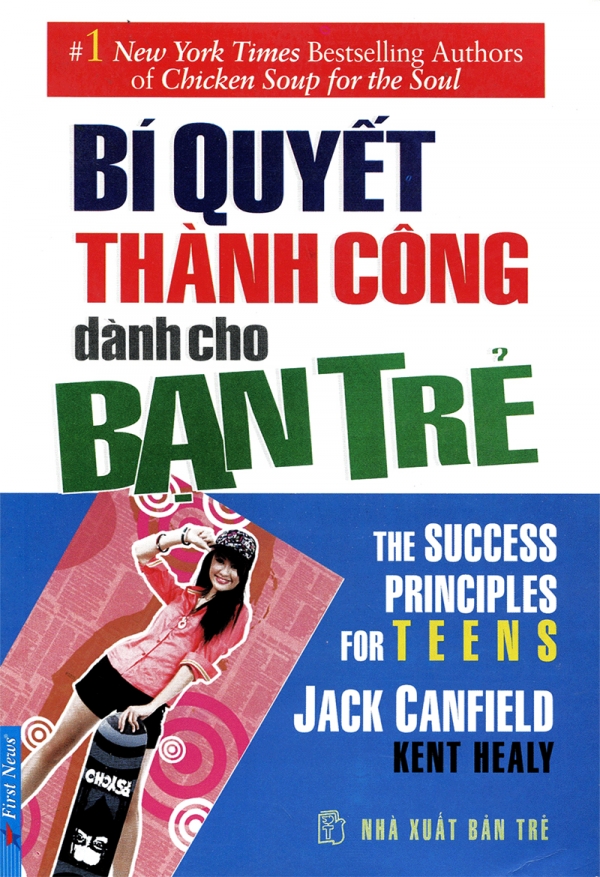 #1 New York Times Bestselling Authors
of Chicken Soup for the Soul
BÍ QUYẾT
THÀNH CÔNG
dành cho
BẠN TRẺ
THE SUCCESS
PRINCIPLES
FOR TEENS
JACK CANFIELD
KENT HEALY
PSYCHO
First News®
NHÀ XUẤT BẢN TRẺ